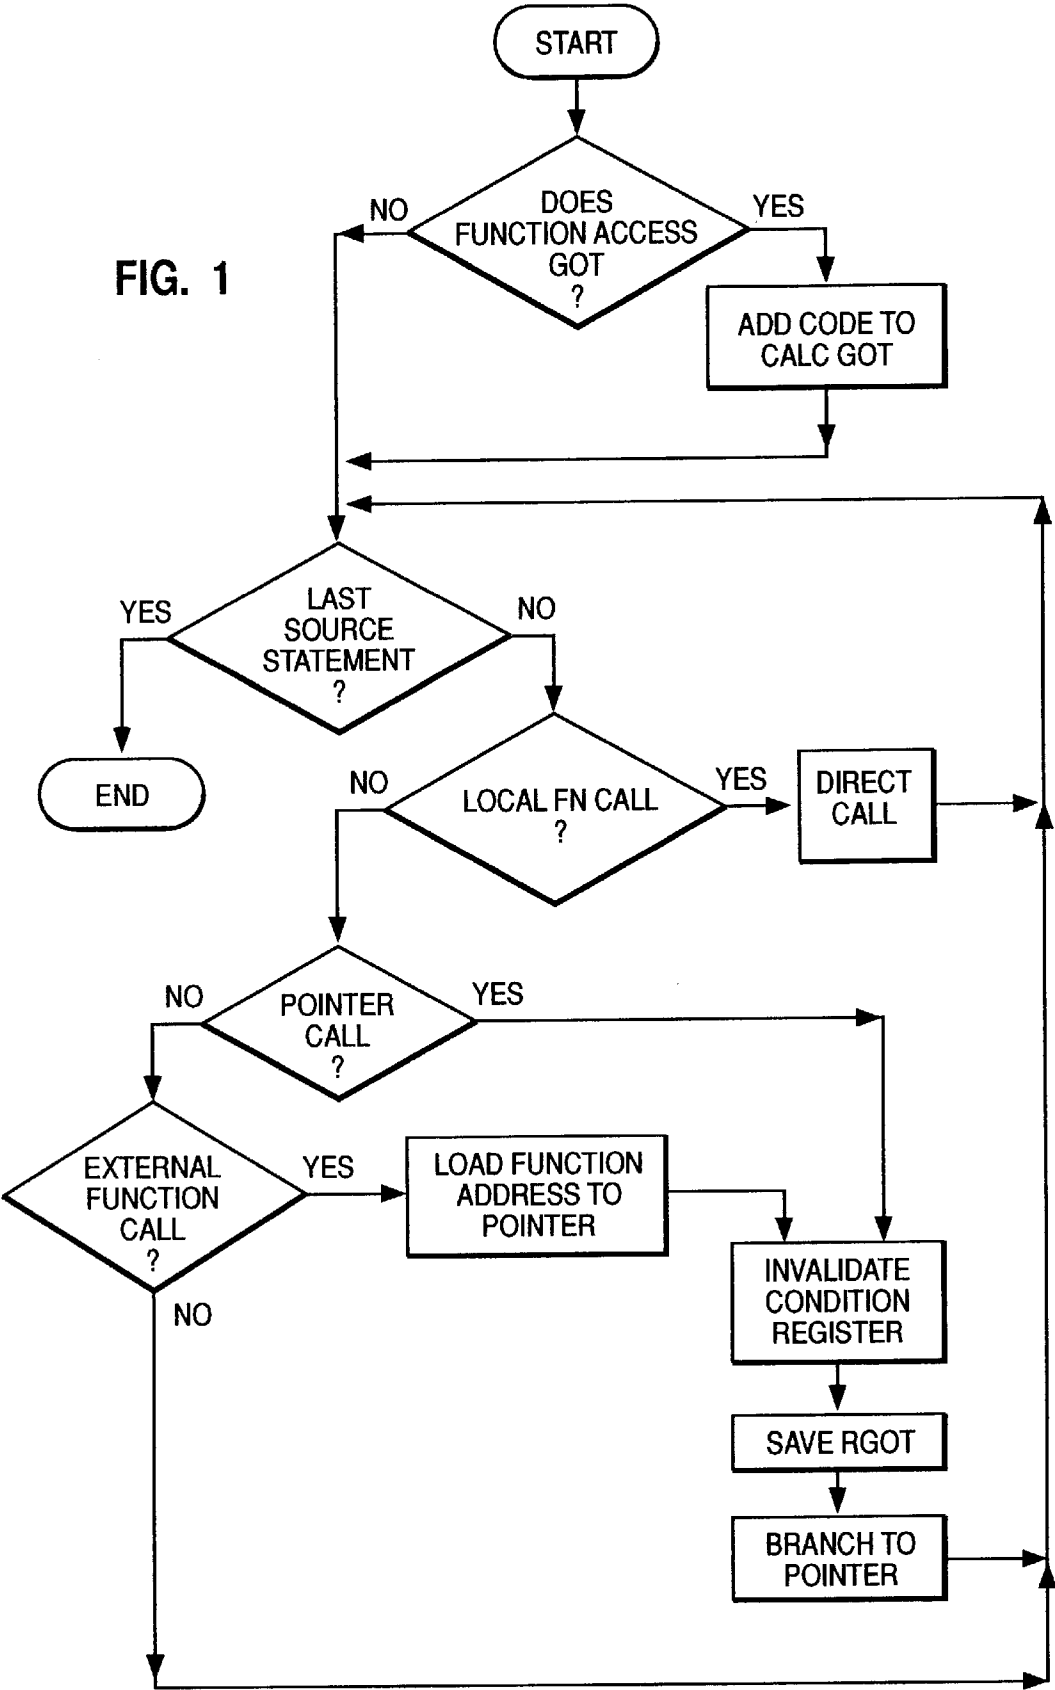 START
DOES
FUNCTION ACCESS
GOT
?
NO
YES
FIG. 1
ADD CODE TO
CALC GOT
LAST
SOURCE
STATEMENT
?
YES
NO
END
LOCAL FN CALL
?
NO
YES
DIRECT
CALL
POINTER
CALL
?
NO
YES
EXTERNAL
FUNCTION
CALL
?
YES
NO
LOAD FUNCTION
ADDRESS TO
POINTER
INVALIDATE
CONDITION
REGISTER
SAVE RGOT
BRANCH TO
POINTER